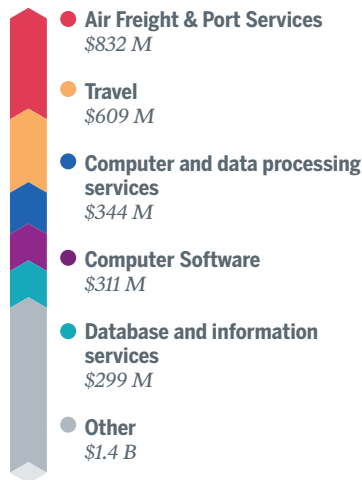 Air Freight & Port Services
$832 M
Travel
$609 M
Computer and data processing
services
$344 M
Computer Software
$311 M
Database and information
services
$299 M
Other
$1.4 B